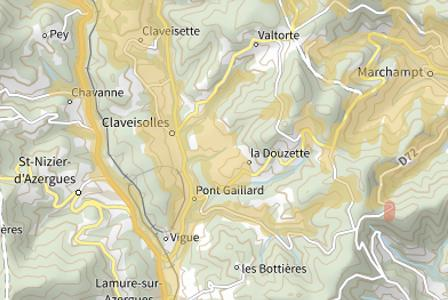 Claveisette
Pey
Valtorte
Marchampt
Chavanne
Claveisolles
D72
la Douzette
St-Nizier-
d'Azergues
Pont Gaillard
ères
Vigue
les Bottières
Lamure-sur-
Azergues